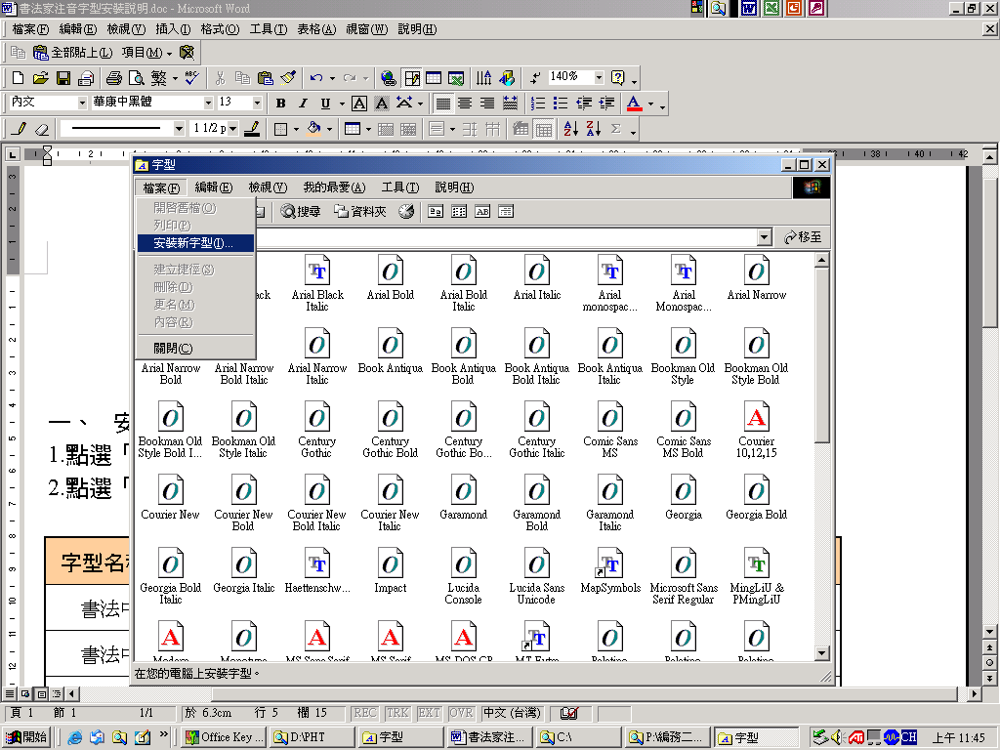 書法家注音字型安裝說明.doc - Microsoft Word
檔案(F) 編輯(E) 檢視(V) 插入(I) 格式(O) 工具(T) 表格(A) 視窗(W) 說明(H)
全部貼上(L) 項目(M)
繁 ABC 140%
內文 華康中黑體 13 B I U A A A
1 1/2 p
字型
檔案(F) 編輯(E) 檢視(V) 我的最愛(A) 工具(T) 說明(H)
搜尋 資料夾
移至
開啓舊檔(O)
列印(P)
安裝新字型(I)...
建立捷徑(S)
刪除(D)
更名(M)
內容(R)
關閉(C)
Arial Black Italic
Arial Bold
Arial Bold Italic
Arial Italic
Arial monospac...
Arial Monospac...
Arial Narrow
Arial Narrow Bold
Arial Narrow Bold Italic
Arial Narrow Italic
Book Antiqua
Book Antiqua Bold
Book Antiqua Bold Italic
Book Antiqua Italic
Bookman Old Style
Bookman Old Style Bold
Bookman Old Style Bold I...
Bookman Old Style Italic
Century Gothic
Century Gothic Bold
Century Gothic Bo...
Century Gothic Italic
Comic Sans MS
Comic Sans MS Bold
Courier 10,12,15
Courier New
Courier New Bold
Courier New Bold Italic
Courier New Italic
Garamond
Garamond Bold
Garamond Italic
Georgia
Georgia Bold
Georgia Bold Italic
Georgia Italic
Haettenschw...
Impact
Lucida Console
Lucida Sans Unicode
MapSymbols
Microsoft Sans Serif Regular
MingLiU & PMingLiU
Modern
Monotype
MS Sans Serif
MS Serif
MS-DOS CP
MT Extra
Palatino
Palatino
Palatino
在您的電腦上安裝字型。
一、 安
1.點選「
2.點選「
字型名稱
書法中
書法中
頁 1 節 1 1/1 於 6.3cm 行 5 欄 15 REC TRK EXT OVR 中文 (台灣)
開始 Office Key ... D:\PHT 字型 書法家注... C:\ P:\編務二... 字型 CH 上午 11:45